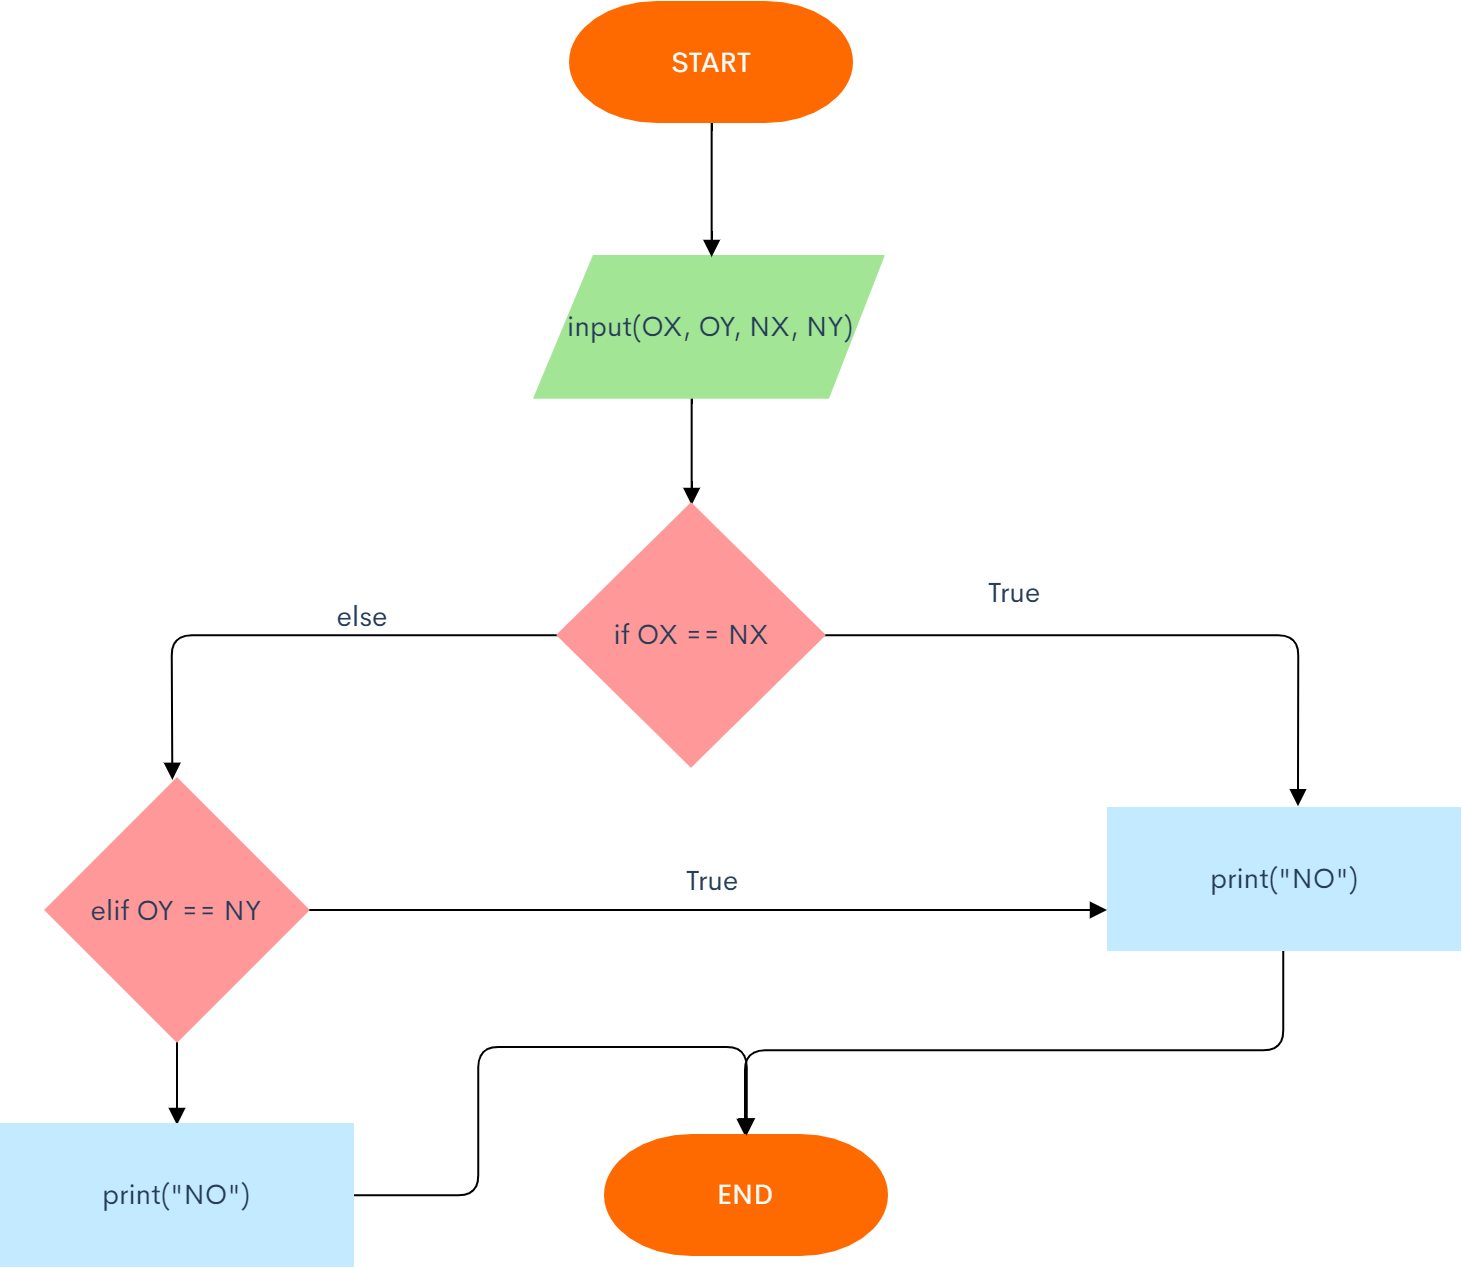 START
input(OX, OY, NX, NY)
True
else
if OX == NX
print("NO")
True
elif OY == NY
print("NO")
END